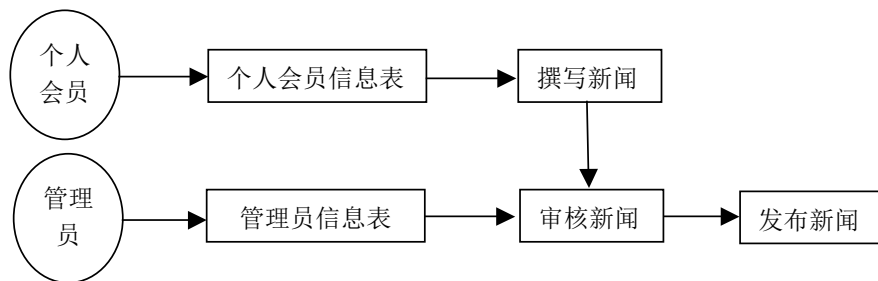 个人
会员
个人会员信息表
撰写新闻
管理
员
管理员信息表
审核新闻
发布新闻